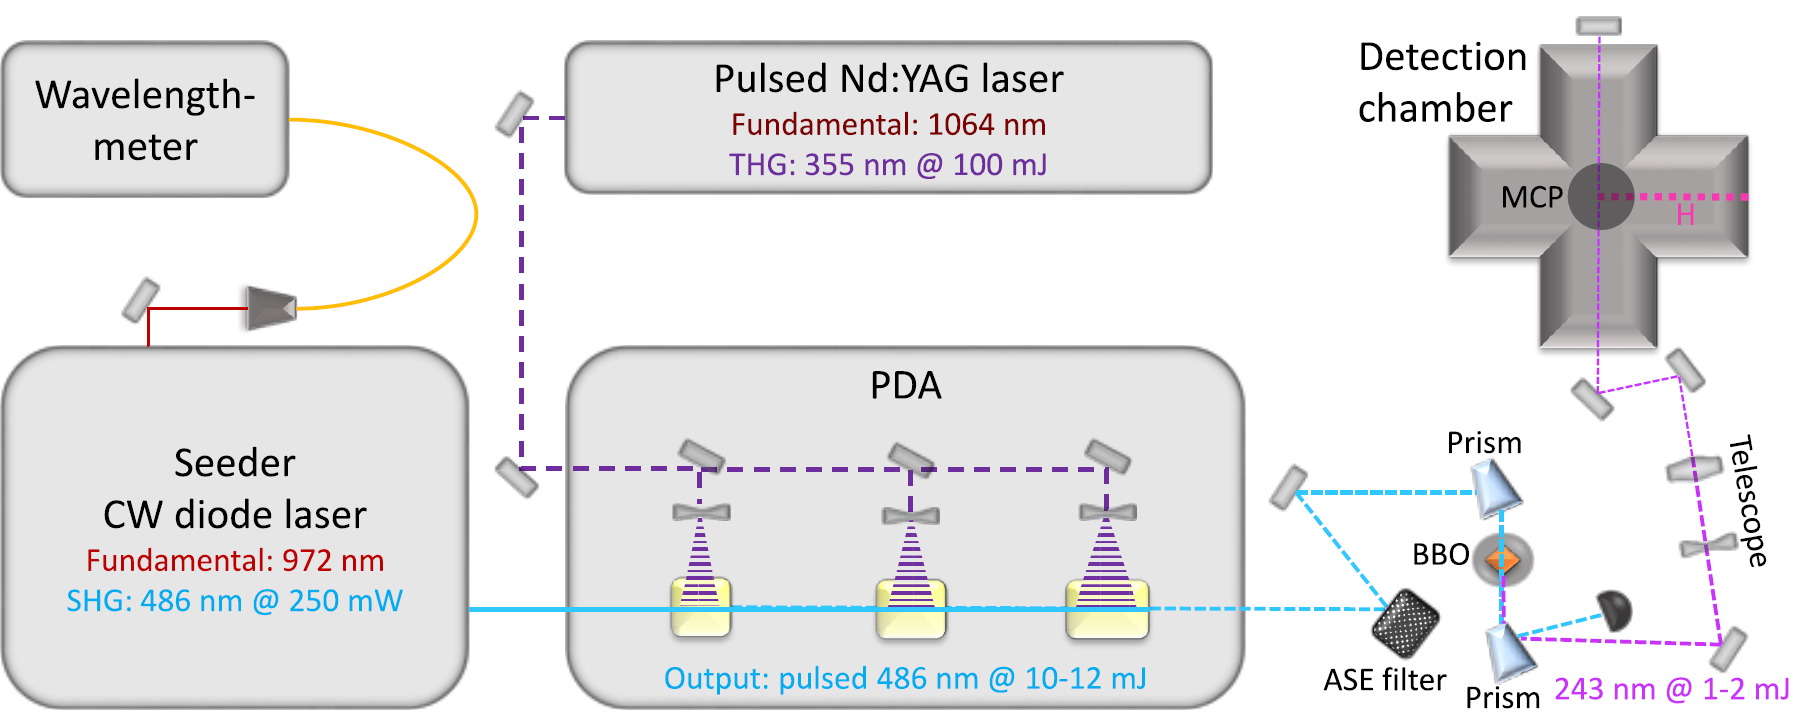 Wavelength-
meter
Pulsed Nd:YAG laser
Fundamental: 1064 nm
THG: 355 nm @ 100 mJ
Detection
chamber
MCP
H
Seeder
CW diode laser
Fundamental: 972 nm
SHG: 486 nm @ 250 mW
PDA
Output: pulsed 486 nm @ 10-12 mJ
Prism
Telescope
BBO
ASE filter
Prism
243 nm @ 1-2 mJ